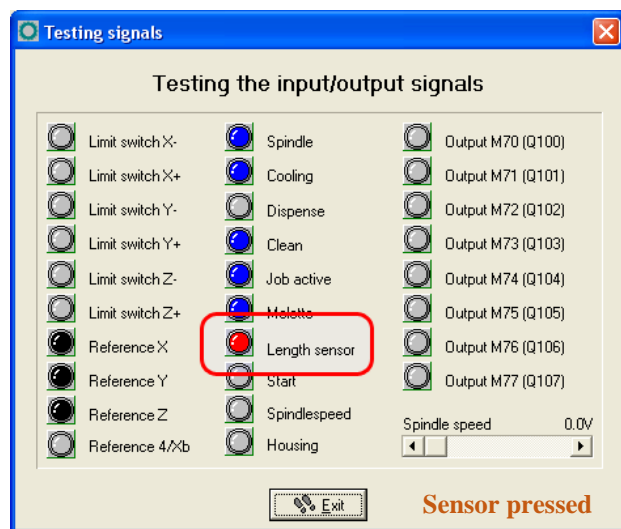 Testing signals
Testing the input/output signals
Limit switch X-
Limit switch X+
Limit switch Y-
Limit switch Y+
Limit switch Z-
Limit switch Z+
Reference X
Reference Y
Reference Z
Reference 4/Xb
Spindle
Cooling
Dispense
Clean
Job active
Molette
Length sensor
Start
Spindlespeed
Housing
Output M70 (Q100)
Output M71 (Q101)
Output M72 (Q102)
Output M73 (Q103)
Output M74 (Q104)
Output M75 (Q105)
Output M76 (Q106)
Output M77 (Q107)
Spindle speed 0.0V
Exit
Sensor pressed